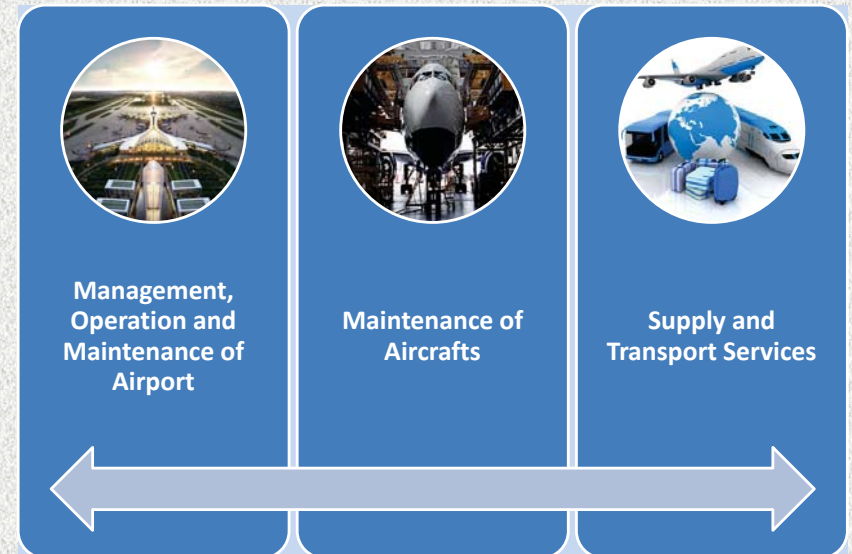 Management,
Operation and
Maintenance of
Airport
Maintenance of
Aircrafts
Supply and
Transport Services